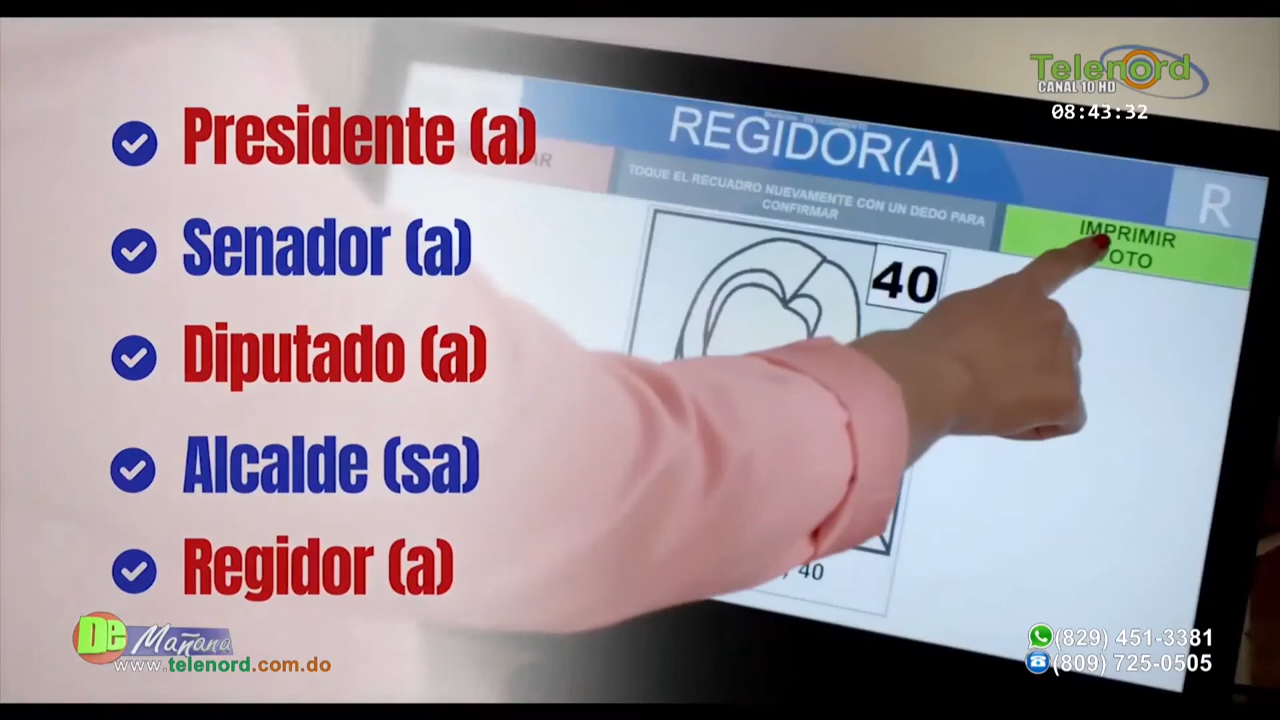 Telenord
CANAL 10 HD
08:43:32
Presidente (a)
Senador (a)
Diputado (a)
Alcalde (sa)
Regidor (a)
REGIDOR(A)
R
TOQUE EL RECUADRO NUEVAMENTE CON UN DEDO PARA
CONFIRMAR
IMPRIMIR
VOTO
40
40
De Mañana
www.telenord.com.do
(829) 451-3381
(809) 725-0505